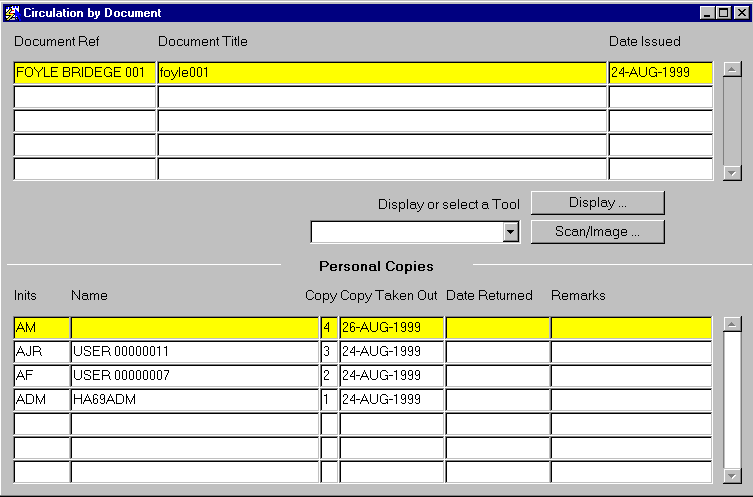 Circulation by Document
Document Ref Document Title Date Issued
FOYLE BRIDEGE 001 foyle001 24-AUG-1999
Display or select a Tool Display ...
Scan/Image ...
Personal Copies
Inits Name Copy Copy Taken Out Date Returned Remarks
AM 4 26-AUG-1999
AJR USER 00000011 3 24-AUG-1999
AF USER 00000007 2 24-AUG-1999
ADM HA69ADM 1 24-AUG-1999